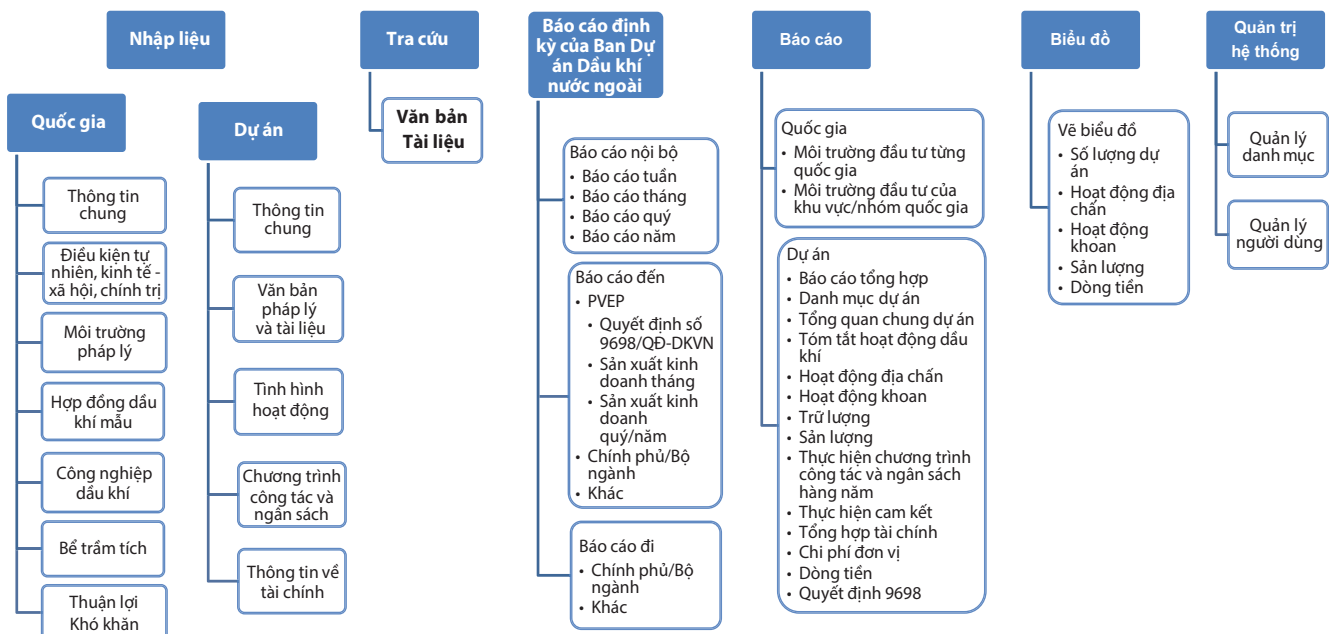 Nhập liệu
Quốc gia
Thông tin
chung
Điều kiện tự
nhiên, kinh tế -
xã hội, chính trị
Môi trường
pháp lý
Hợp đồng dầu
khí mẫu
Công nghiệp
dầu khí
Bể trầm tích
Thuận lợi
Khó khăn
Dự án
Thông tin
chung
Văn bản
pháp lý
và tài liệu
Tình hình
hoạt động
Chương trình
công tác và
ngân sách
Thông tin về
tài chính
Tra cứu
Văn bản
Tài liệu
Báo cáo định
kỳ của Ban Dự
án Dầu khí
nước ngoài
Báo cáo nội bộ
• Báo cáo tuần
• Báo cáo tháng
• Báo cáo quý
• Báo cáo năm
Báo cáo đến
• PVEP
• Quyết định số
9698/QĐ-DKVN
• Sản xuất kinh
doanh tháng
• Sản xuất kinh
doanh
quý/năm
• Chính phủ/Bộ
ngành
• Khác
Báo cáo đi
• Chính phủ/Bộ
ngành
• Khác
Báo cáo
Quốc gia
• Môi trường đầu tư từng
quốc gia
• Môi trường đầu tư của
khu vực/nhóm quốc gia
Dự án
• Báo cáo tổng hợp
• Danh mục dự án
• Tổng quan chung dự án
• Tóm tắt hoạt động dầu
khí
• Hoạt động địa chấn
• Hoạt động khoan
• Trữ lượng
• Sản lượng
• Thực hiện chương trình
công tác và ngân sách
hàng năm
• Thực hiện cam kết
• Tổng hợp tài chính
• Chi phí đơn vị
• Dòng tiền
• Quyết định 9698
Biểu đồ
Vẽ biểu đồ
• Số lượng dự
án
• Hoạt động địa
chấn
• Hoạt động
khoan
• Sản lượng
• Dòng tiền
Quản trị
hệ thống
Quản lý
danh mục
Quản lý
người dùng